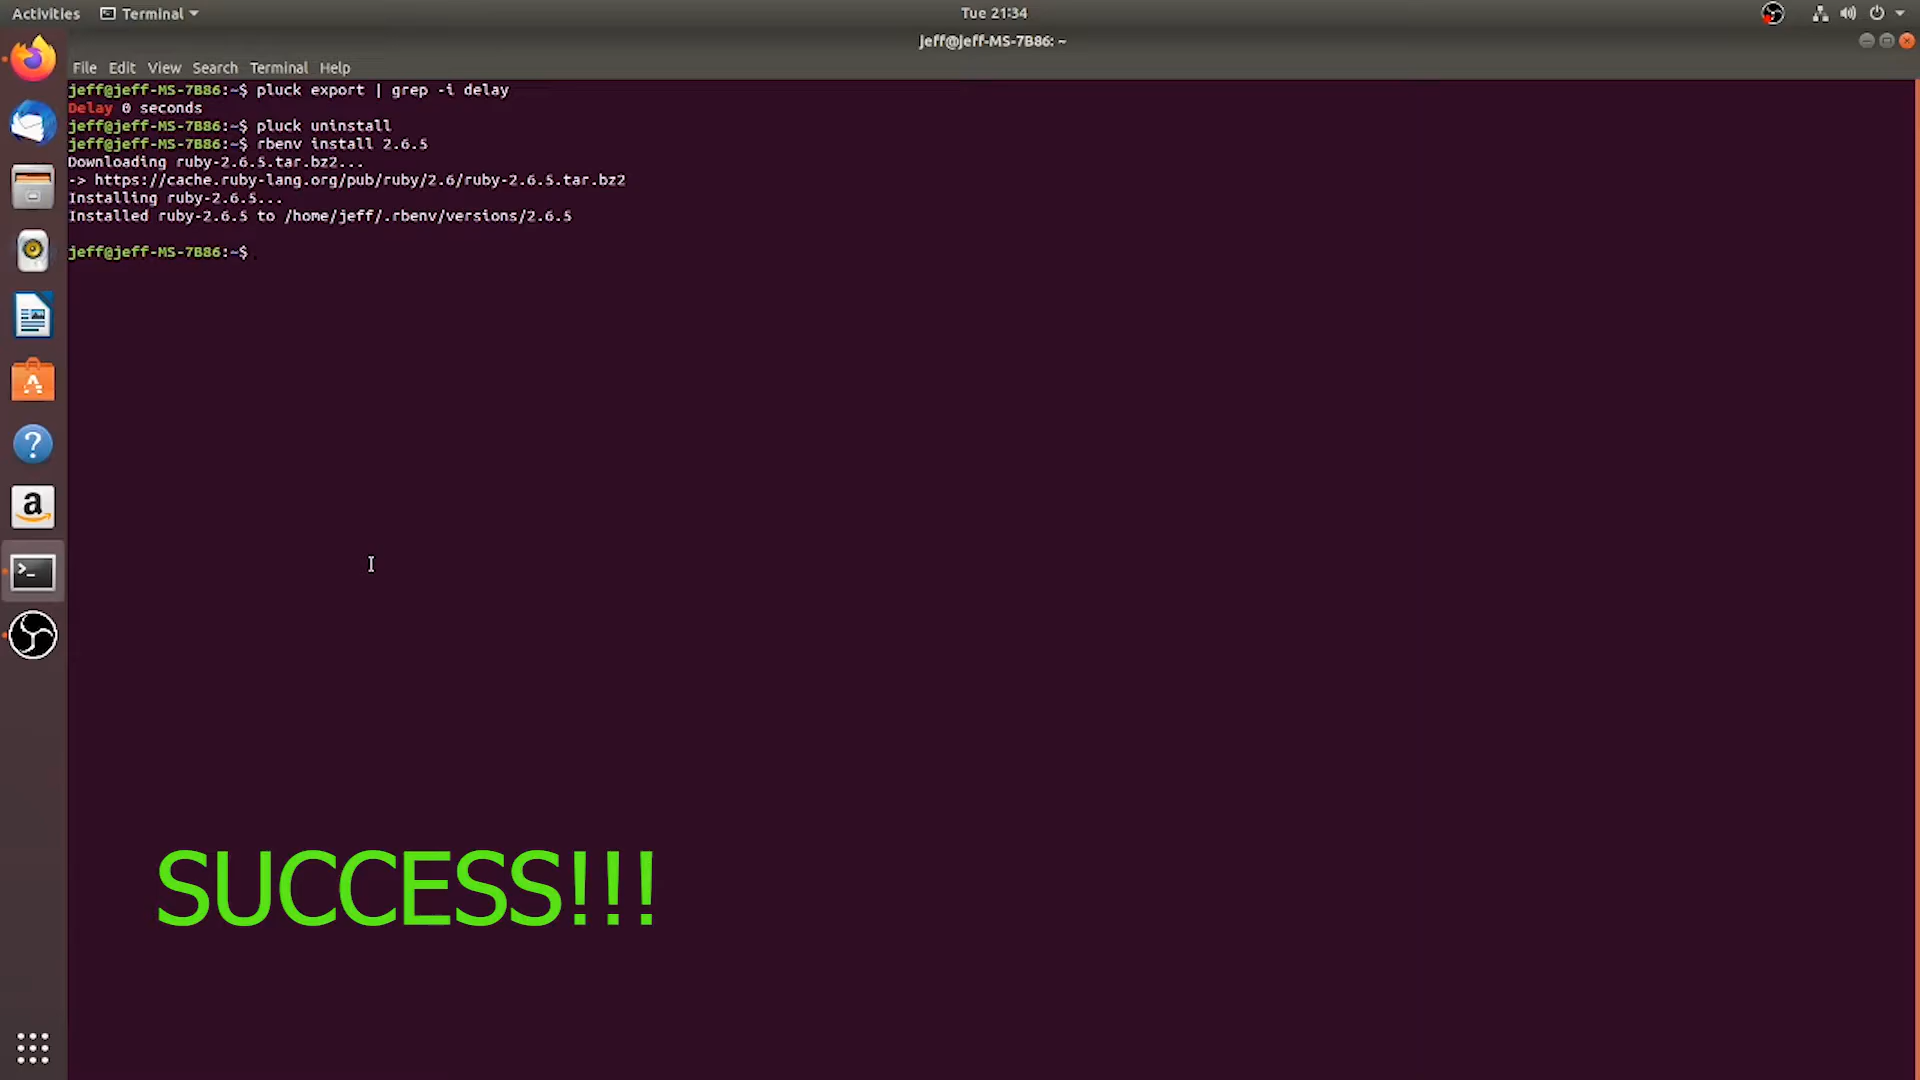 Activities Terminal Tue 21:34
jeff@jeff-MS-7B86: ~
File Edit View Search Terminal Help
jeff@jeff-MS-7B86:~$ pluck export | grep -i delay
Delay 0 seconds
jeff@jeff-MS-7B86:~$ pluck uninstall
jeff@jeff-MS-7B86:~$ rbenv install 2.6.5
Downloading ruby-2.6.5.tar.bz2...
-> https://cache.ruby-lang.org/pub/ruby/2.6/ruby-2.6.5.tar.bz2
Installing ruby-2.6.5...
Installed ruby-2.6.5 to /home/jeff/.rbenv/versions/2.6.5
jeff@jeff-MS-7B86:~$
SUCCESS!!!